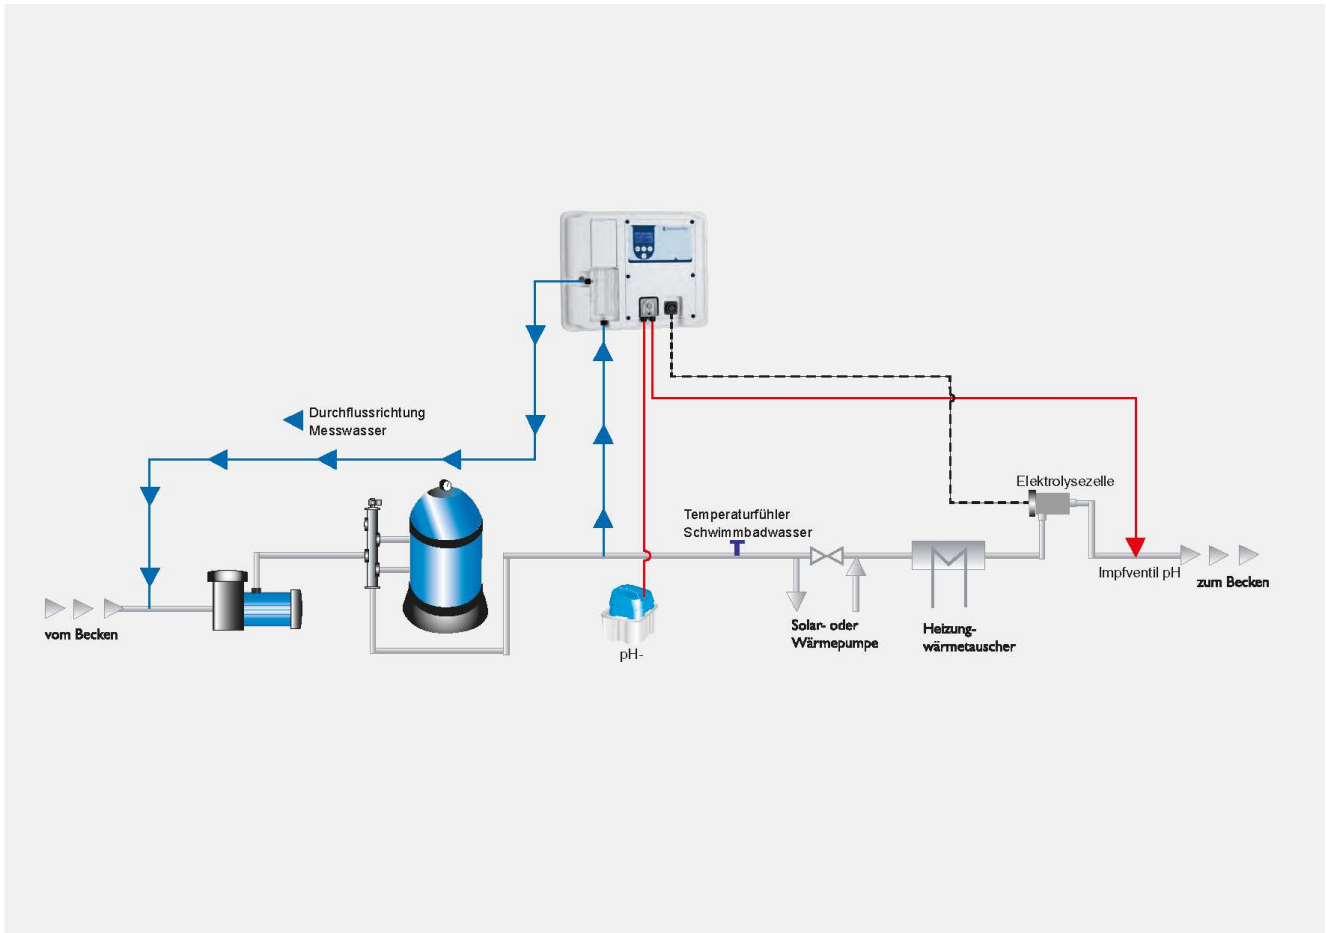 Durchflussrichtung
Messwasser
Elektrolysezelle
Temperaturfühler
Schwimmbadwasser
Impfventil pH
zum Becken
vom Becken
Solar- oder
Wärmepumpe
Heizung-
wärmetauscher
pH-